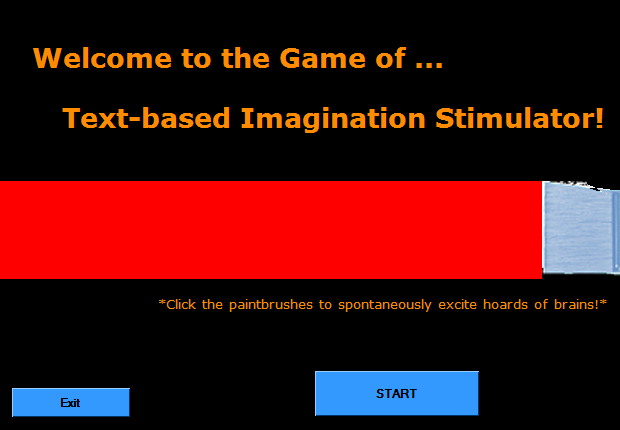 Welcome to the Game of ...
Text-based Imagination Stimulator!
*Click the paintbrushes to spontaneously excite hoards of brains!*
START
Exit